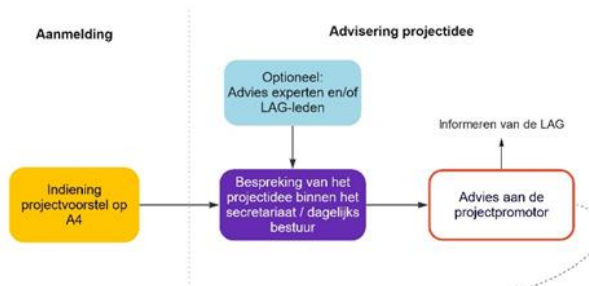 Aanmelding
Advisering projectidee
Optioneel:
Advies experten en/of
LAG-leden
Informeren van de LAG
Indiening
projectvoorstel op
A4
Bespreking van het
projectidee binnen het
secretariaat / dagelijks
bestuur
Advies aan de
projectpromotor